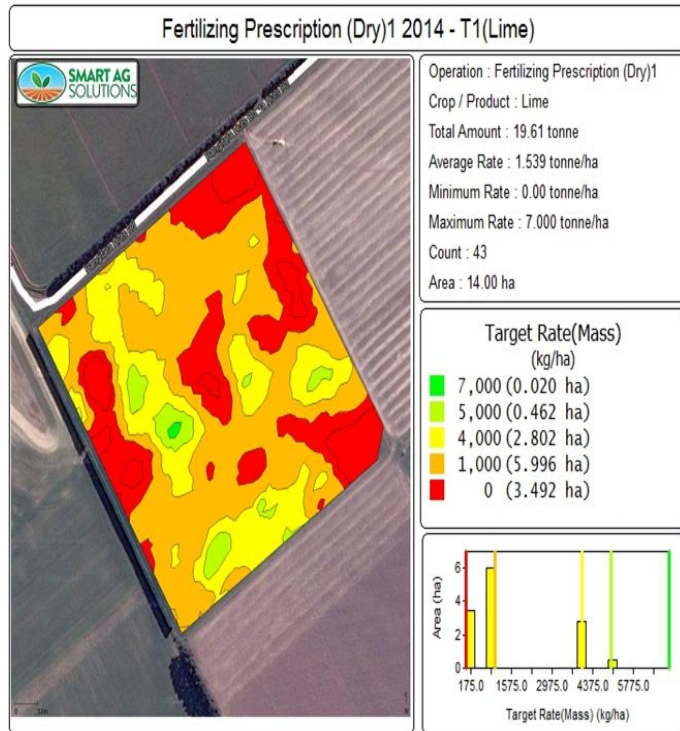 Fertilizing Prescription (Dry)1 2014 - T1(Lime)
SMART AG
SOLUTIONS
Operation : Fertilizing Prescription (Dry)1
Crop / Product : Lime
Total Amount : 19.61 tonne
Average Rate : 1.539 tonne/ha
Minimum Rate : 0.00 tonne/ha
Maximum Rate : 7.000 tonne/ha
Count : 43
Area : 14.00 ha
Target Rate(Mass)
(kg/ha)
7,000 (0.020 ha)
5,000 (0.462 ha)
4,000 (2.802 ha)
1,000 (5.996 ha)
0 (3.492 ha)
Area (ha)
6
4
2
0
175.0 1575.0 2975.0 4375.0 5775.0
Target Rate(Mass) (kg/ha)